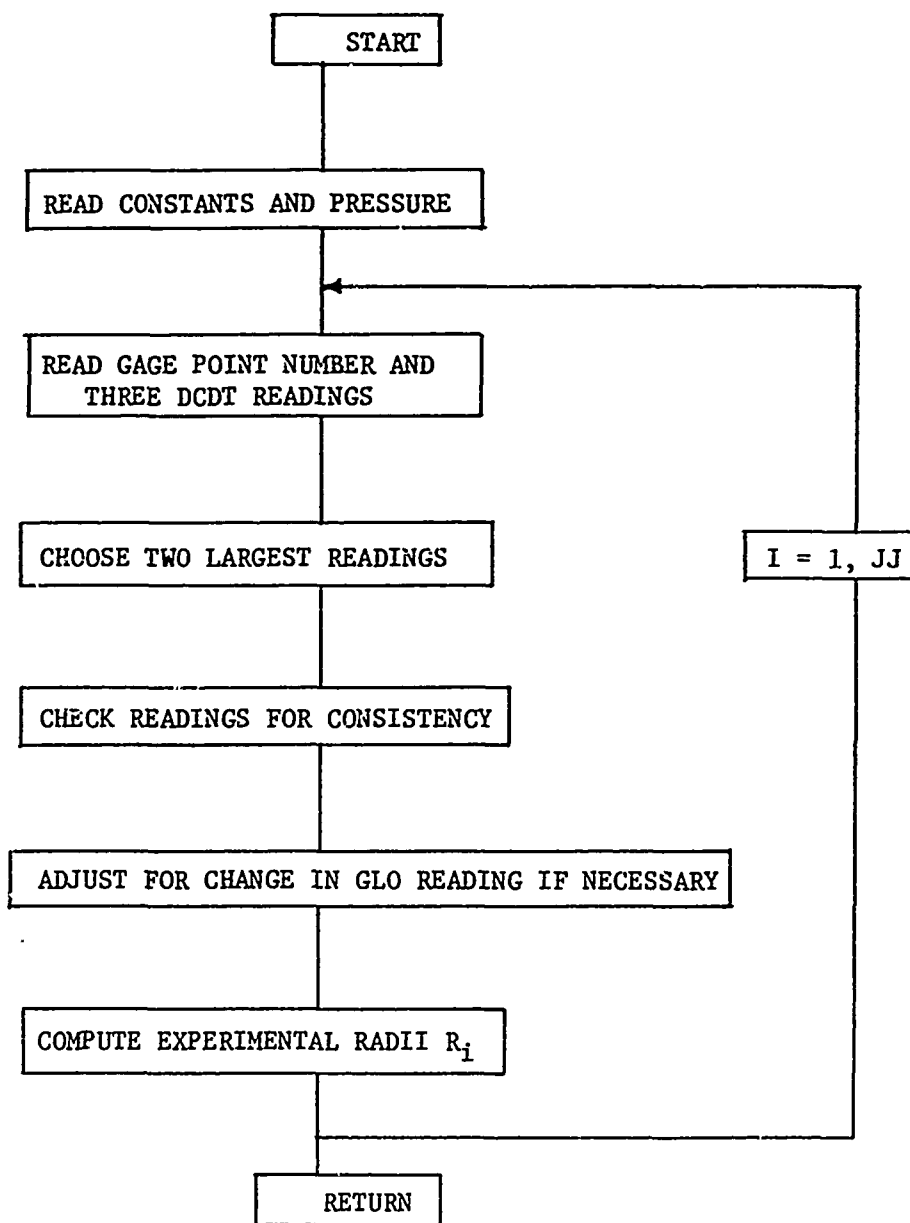 START
READ CONSTANTS AND PRESSURE
READ GAGE POINT NUMBER AND
THREE DCDT READINGS
CHOOSE TWO LARGEST READINGS
I = 1, JJ
CHECK READINGS FOR CONSISTENCY
ADJUST FOR CHANGE IN GLO READING IF NECESSARY
COMPUTE EXPERIMENTAL RADII Ri
RETURN